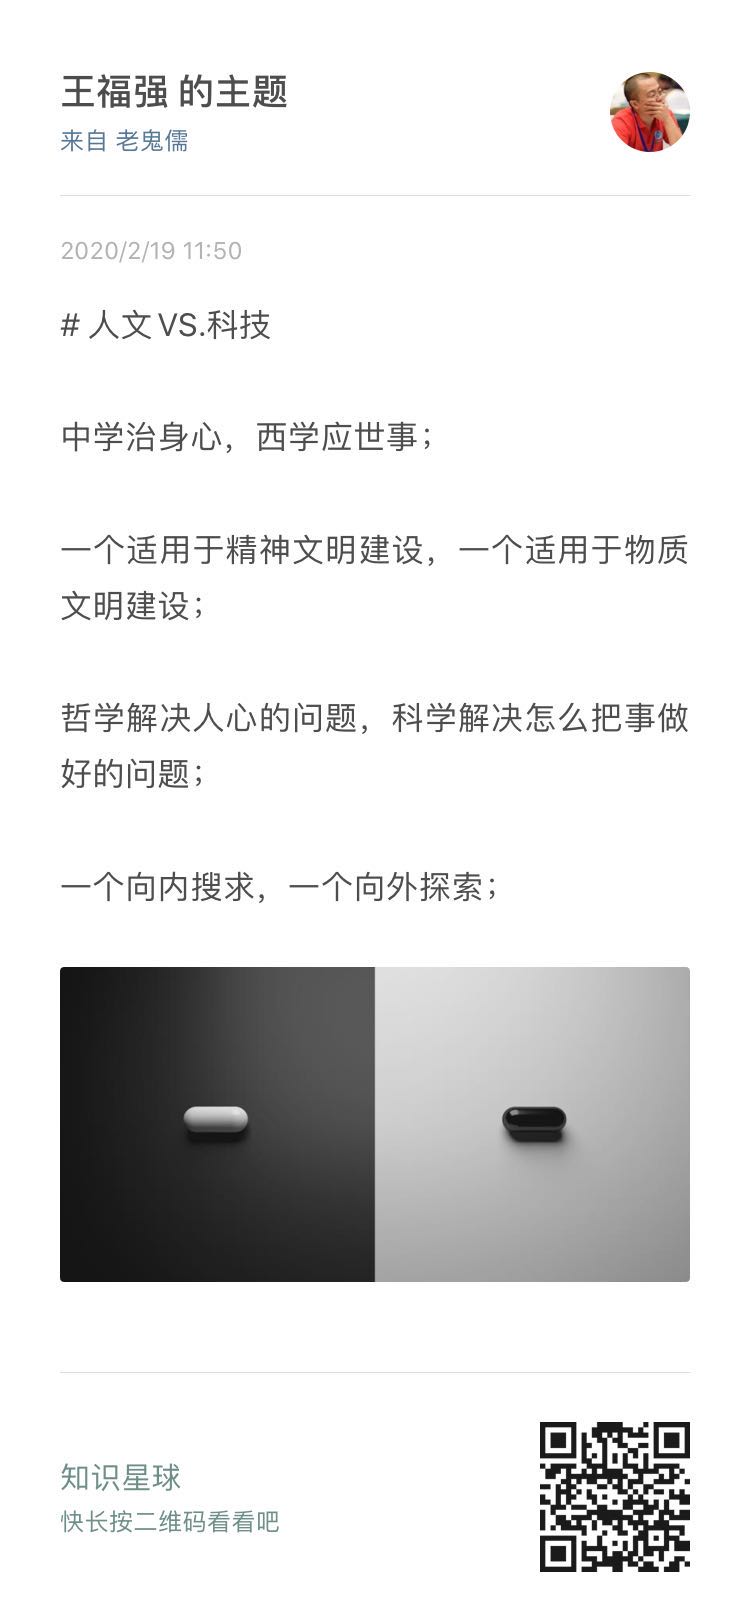 王福强 的主题
来自 老鬼儒
2020/2/19 11:50
# 人文 VS.科技
中学治身心，西学应世事；
一个适用于精神文明建设，一个适用于物质
文明建设；
哲学解决人心的问题，科学解决怎么把事做
好的问题；
一个向内搜求，一个向外探索；
知识星球
快长按二维码看看吧